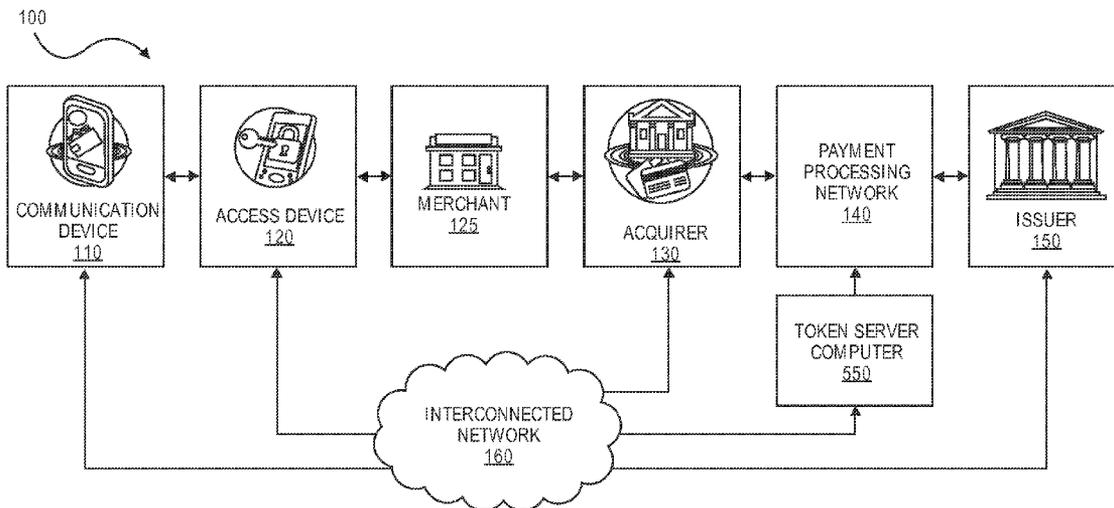 100
COMMUNICATION
DEVICE
110
ACCESS DEVICE
120
MERCHANT
125
ACQUIRER
130
PAYMENT
PROCESSING
NETWORK
140
ISSUER
150
TOKEN SERVER
COMPUTER
550
INTERCONNECTED
NETWORK
160